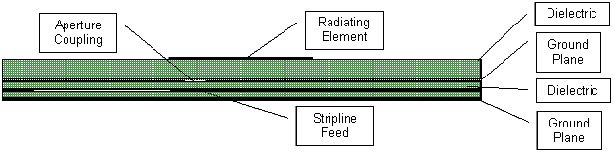 Aperture
Coupling
Radiating
Element
Dielectric
Ground
Plane
Dielectric
Stripline
Feed
Ground
Plane